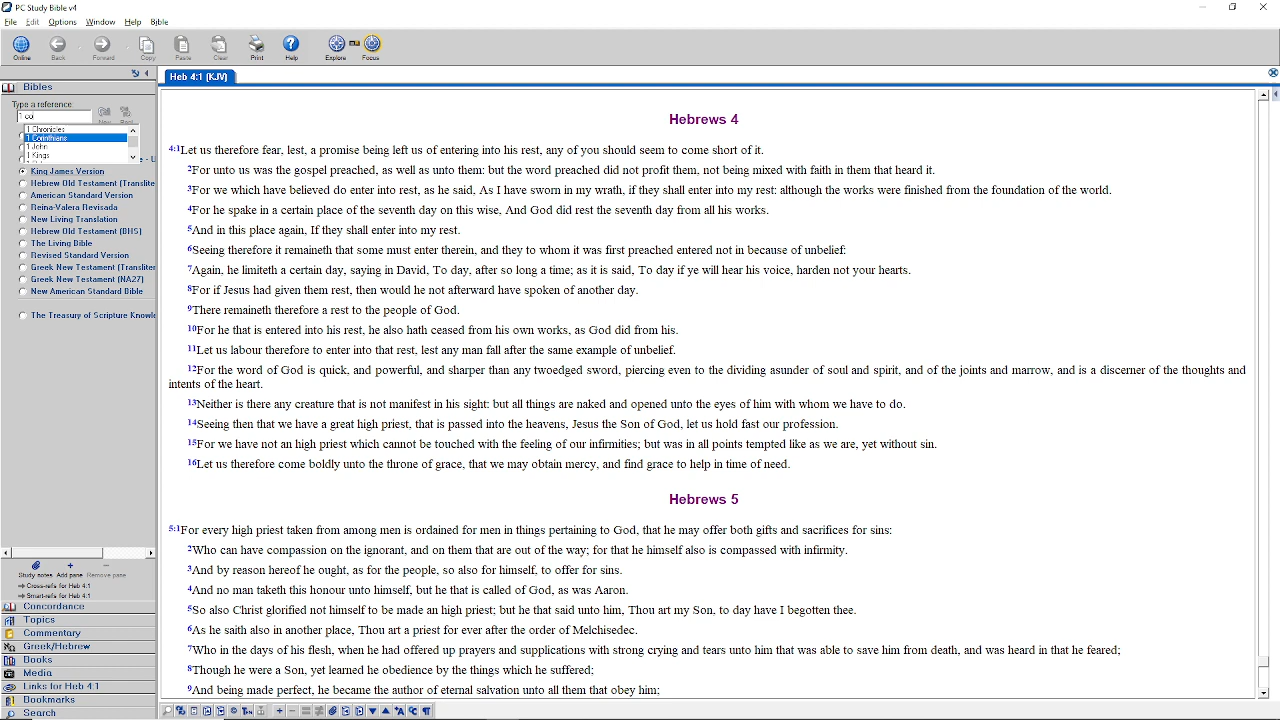 PC Study Bible v4
File Edit Options Window Help Bible
Online Back Forward Copy Paste Clear Print Help Explore Focus
Bibles
Heb 4:1 (KJV)
Type a reference:
1 co
1 Chronicles
1 Corinthians
1 John
1 Kings
King James Version
Hebrew Old Testament (Translite
American Standard Version
Reina-Valera Revisada
New Living Translation
Hebrew Old Testament (BHS)
The Living Bible
Revised Standard Version
Greek New Testament (Transliter
Greek New Testament (NA27)
New American Standard Bible
The Treasury of Scripture Knowle
Study notes Add pane Remove pane
Cross-refs for Heb 4:1
Smart-refs for Heb 4:1
Concordance
Topics
Commentary
Greek/Hebrew
Books
Media
Links for Heb 4:1
Bookmarks
Search
Hebrews 4
4:1Let us therefore fear, lest, a promise being left us of entering into his rest, any of you should seem to come short of it.
2For unto us was the gospel preached, as well as unto them: but the word preached did not profit them, not being mixed with faith in them that heard it.
3For we which have believed do enter into rest, as he said, As I have sworn in my wrath, if they shall enter into my rest: although the works were finished from the foundation of the world.
4For he spake in a certain place of the seventh day on this wise, And God did rest the seventh day from all his works.
5And in this place again, If they shall enter into my rest.
6Seeing therefore it remaineth that some must enter therein, and they to whom it was first preached entered not in because of unbelief:
7Again, he limiteth a certain day, saying in David, To day, after so long a time; as it is said, To day if ye will hear his voice, harden not your hearts.
8For if Jesus had given them rest, then would he not afterward have spoken of another day.
9There remaineth therefore a rest to the people of God.
10For he that is entered into his rest, he also hath ceased from his own works, as God did from his.
11Let us labour therefore to enter into that rest, lest any man fall after the same example of unbelief.
12For the word of God is quick, and powerful, and sharper than any twoedged sword, piercing even to the dividing asunder of soul and spirit, and of the joints and marrow, and is a discerner of the thoughts and
intents of the heart.
13Neither is there any creature that is not manifest in his sight: but all things are naked and opened unto the eyes of him with whom we have to do.
14Seeing then that we have a great high priest, that is passed into the heavens, Jesus the Son of God, let us hold fast our profession.
15For we have not an high priest which cannot be touched with the feeling of our infirmities; but was in all points tempted like as we are, yet without sin.
16Let us therefore come boldly unto the throne of grace, that we may obtain mercy, and find grace to help in time of need.
Hebrews 5
5:1For every high priest taken from among men is ordained for men in things pertaining to God, that he may offer both gifts and sacrifices for sins:
2Who can have compassion on the ignorant, and on them that are out of the way; for that he himself also is compassed with infirmity.
3And by reason hereof he ought, as for the people, so also for himself, to offer for sins.
4And no man taketh this honour unto himself, but he that is called of God, as was Aaron.
5So also Christ glorified not himself to be made an high priest; but he that said unto him, Thou art my Son, to day have I begotten thee.
6As he saith also in another place, Thou art a priest for ever after the order of Melchisedec.
7Who in the days of his flesh, when he had offered up prayers and supplications with strong crying and tears unto him that was able to save him from death, and was heard in that he feared;
8Though he were a Son, yet learned he obedience by the things which he suffered;
9And being made perfect, he became the author of eternal salvation unto all them that obey him;